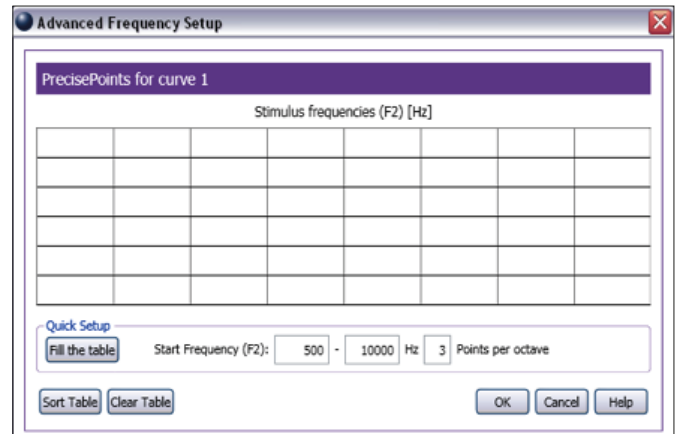 Advanced Frequency Setup
PrecisePoints for curve 1
Stimulus frequencies (F2) [Hz]
Quick Setup
Fill the table Start Frequency (F2): 500 - 10000 Hz 3 Points per octave
Sort Table Clear Table OK Cancel Help